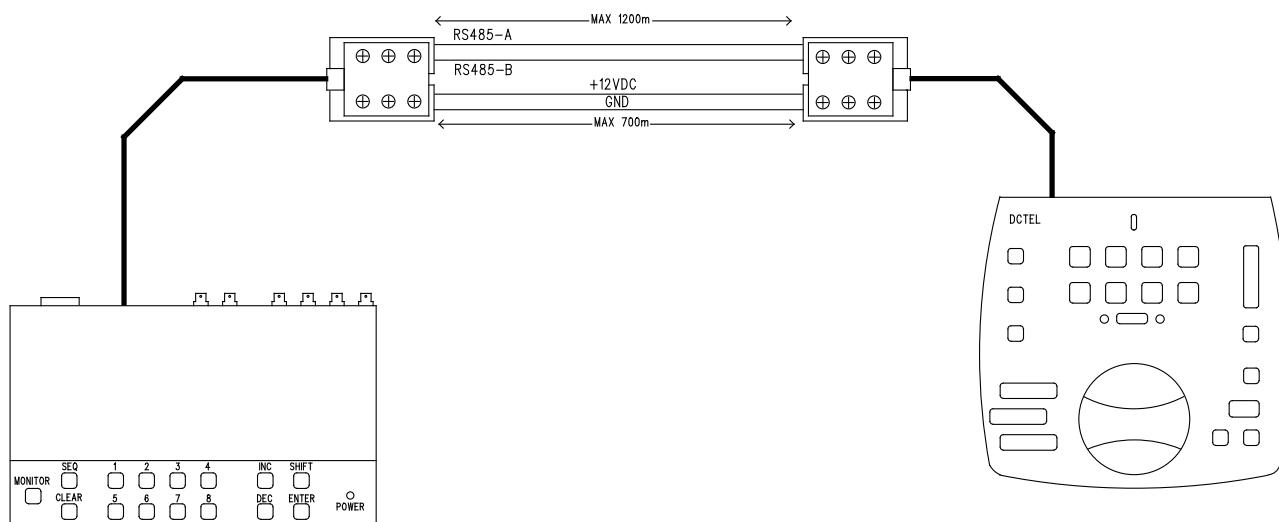 MAX 1200m
RS485-A
RS485-B
+12VDC
GND
MAX 700m
DCTEL
SEQ 1 2 3 4 INC SHIFT
MONITOR
CLEAR 5 6 7 8 DEC ENTER
POWER